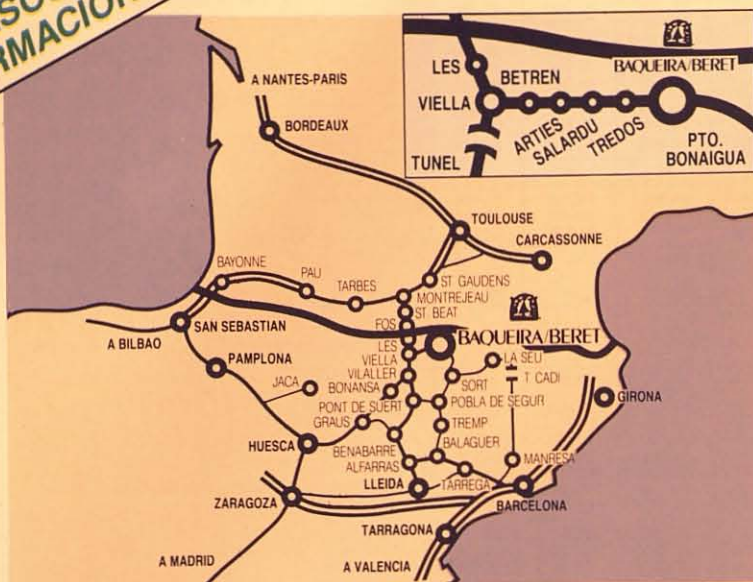 LES
BETREN
BAQUEIRA/BERET
VIELLA
ARTIES
SALARDU
TREDOS
PTO.
BONAIGUA
TUNEL
A NANTES-PARIS
BORDEAUX
TOULOUSE
CARCASSONNE
BAYONNE
PAU
TARBES
ST GAUDENS
MONTREJEAU
ST BEAT
FOS
SAN SEBASTIAN
A BILBAO
BAQUEIRA/BERET
LES
VIELLA
LA SEU
PAMPLONA
VILALLER
T CADI
JACA
BONANSA
SORT
GIRONA
PONT DE SUERT
POBLA DE SEGUR
GRAUS
TREMP
HUESCA
BALAGUER
BENABARRE
MANRESA
ALFARRAS
LLEIDA
TARREGA
ZARAGOZA
BARCELONA
TARRAGONA
A MADRID
A VALENCIA